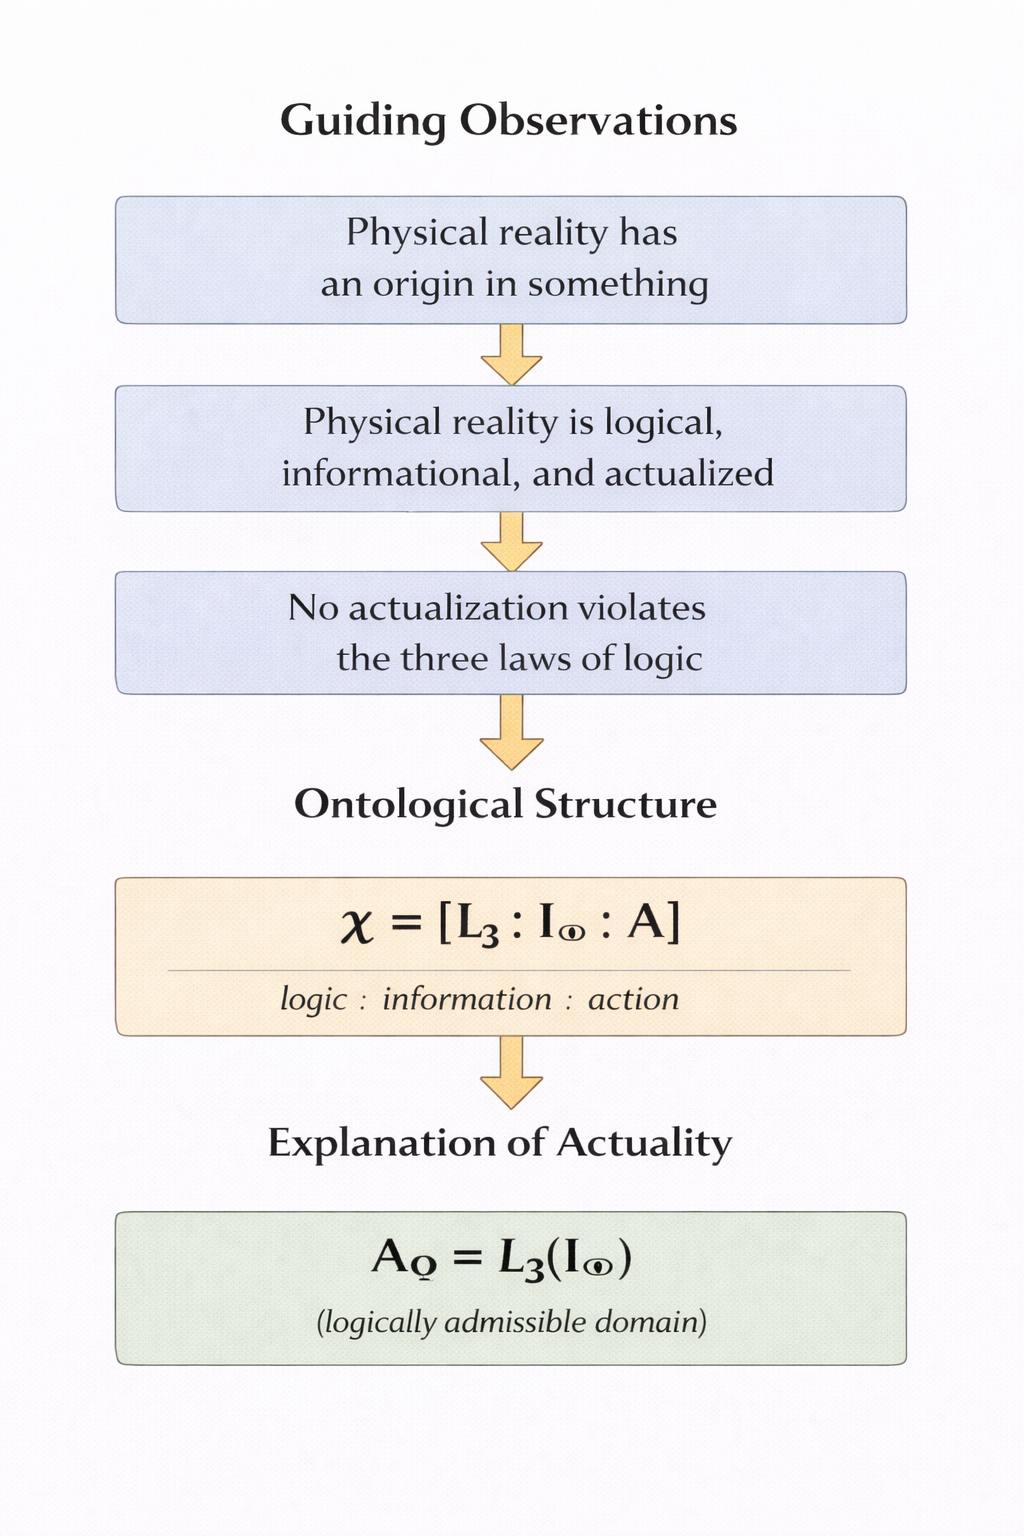 Guiding Observations
Physical reality has
an origin in something
Physical reality is logical,
informational, and actualized
No actualization violates
the three laws of logic
Ontological Structure
χ = [L₃ : I : A]
logic : information : action
Explanation of Actuality
A = L₃(I)
(logically admissible domain)